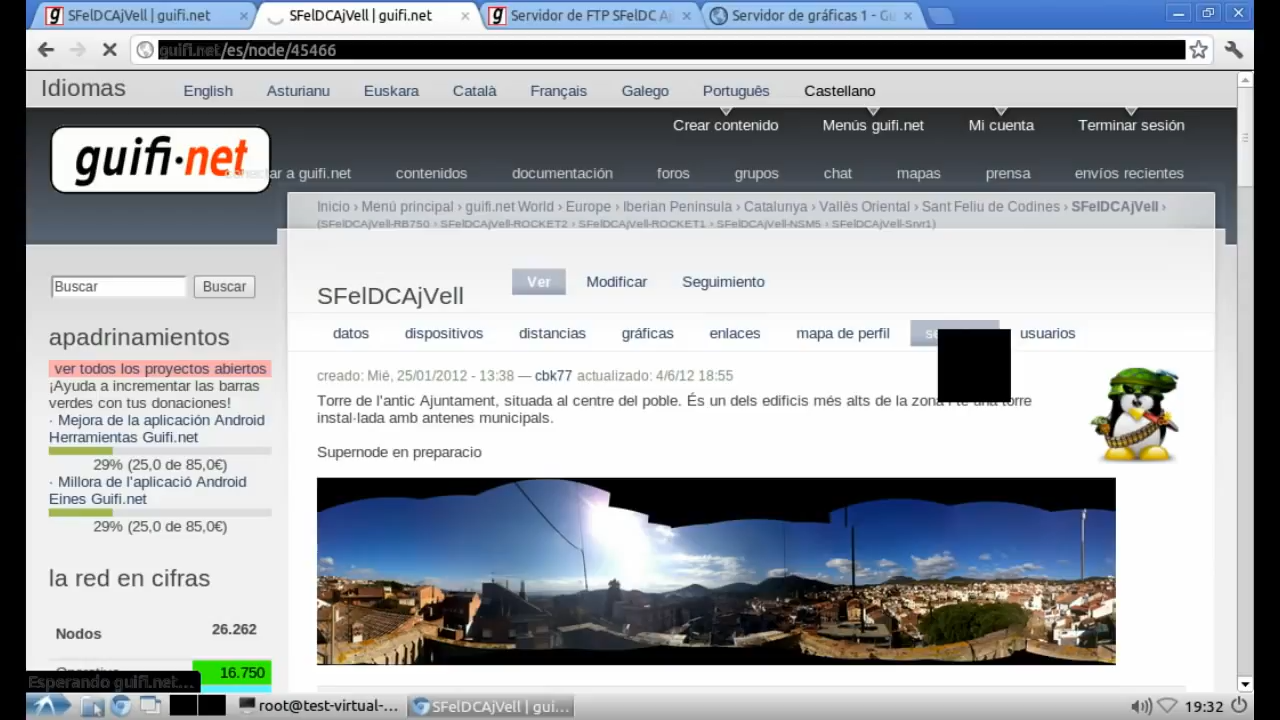 SFelDCAjVell | guifi.net
SFelDCAjVell | guifi.net
Servidor de FTP SFelDC A
Servidor de gráficas 1 - Gu
guifi.net/es/node/45466
Idiomas
English Asturianu Euskara Català Français Galego Português Castellano
Crear contenido Menús guifi.net Mi cuenta Terminar sesión
guifi·net
conectar a guifi.net contenidos documentación foros grupos chat mapas prensa envíos recientes
Inicio › Menú principal › guifi.net World › Europe › Iberian Peninsula › Catalunya › Vallès Oriental › Sant Feliu de Codines › SFelDCAjVell ›
(SFelDCAjVell-RB750 › SFelDCAjVell-ROCKET2 › SFelDCAjVell-ROCKET1 › SFelDCAjVell-NSM5 › SFelDCAjVell-Srvr1)
Buscar Buscar
SFelDCAjVell
Ver Modificar Seguimiento
datos dispositivos distancias gráficas enlaces mapa de perfil usuarios
apadrinamientos
ver todos los proyectos abiertos
¡Ayuda a incrementar las barras
verdes con tus donaciones!
· Mejora de la aplicación Android
Herramientas Guifi.net
29% (25,0 de 85,0€)
· Millora de l'aplicació Android
Eines Guifi.net
29% (25,0 de 85,0€)
la red en cifras
Nodos 26.262
16.750
creado: Mié, 25/01/2012 - 13:38 — cbk77 actualizado: 4/6/12 18:55
Torre de l'antic Ajuntament, situada al centre del poble. És un dels edificis més alts de la zona i té una torre
instal·lada amb antenes municipals.
Supernode en preparacio
Esperando guifi.net...
root@test-virtual-...
SFelDCAjVell | gui...
19:32